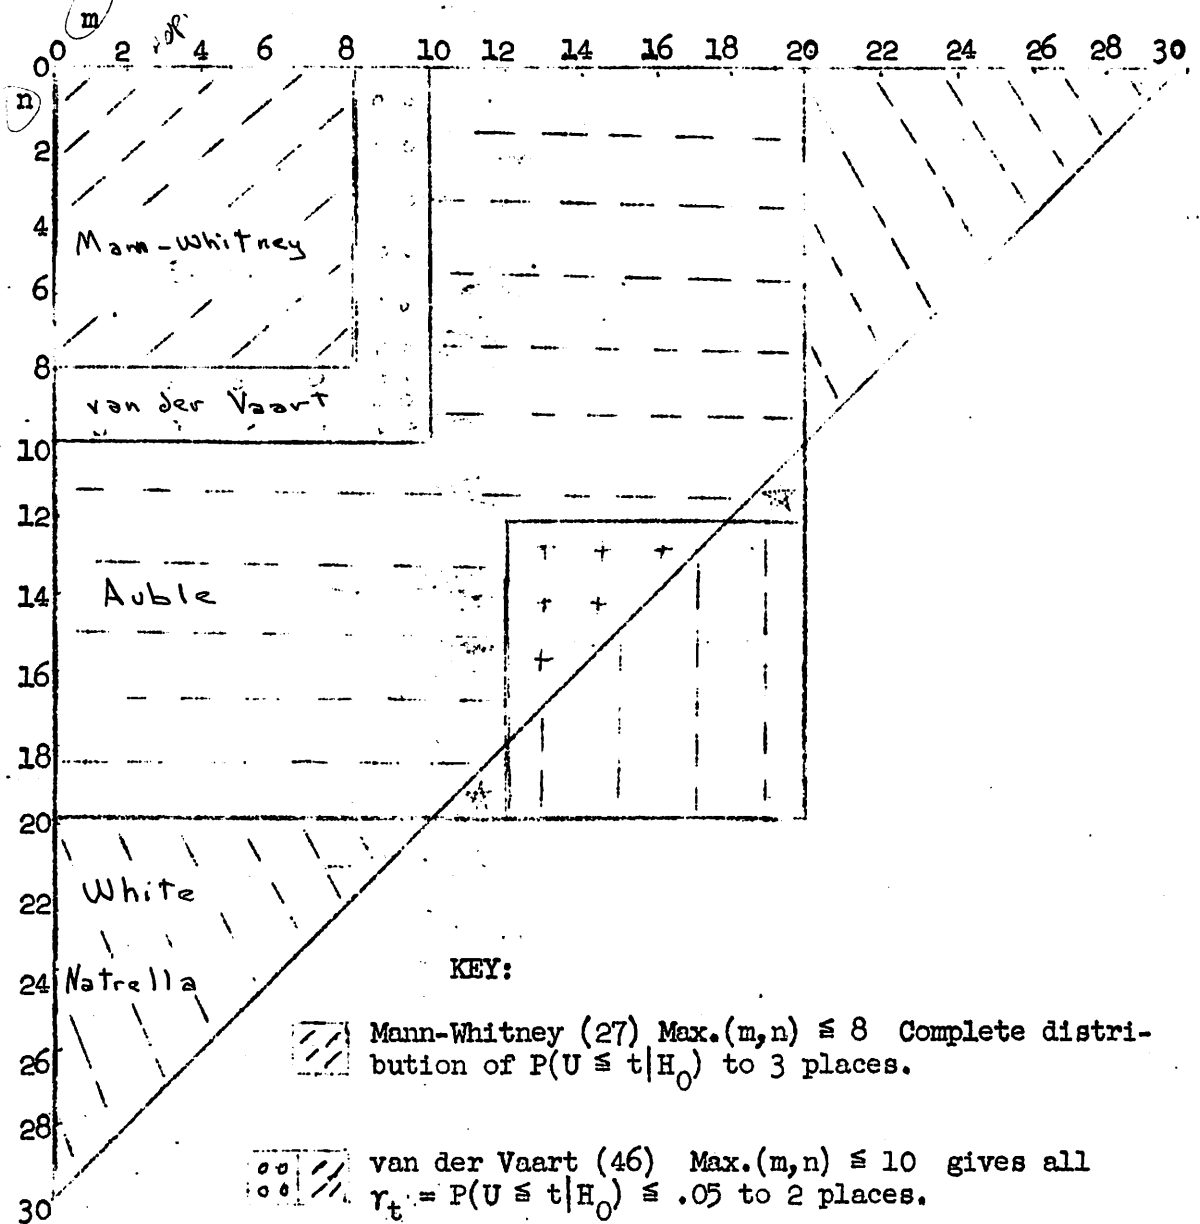 m
0 2 4 6 8 10 12 14 16 18 20 22 24 26 28 30
0
n
2
4
Mann-Whitney
6
8
van der Vaart
10
12
14
Auble
16
18
20
White
22
24
Natrella
26
28
30
KEY:
Mann-Whitney (27) Max.(m,n) ≦ 8 Complete distri-
bution of P(U ≦ t|H₀) to 3 places.
van der Vaart (46) Max.(m,n) ≦ 10 gives all
γₜ = P(U ≦ t|H₀) ≦ .05 to 2 places.